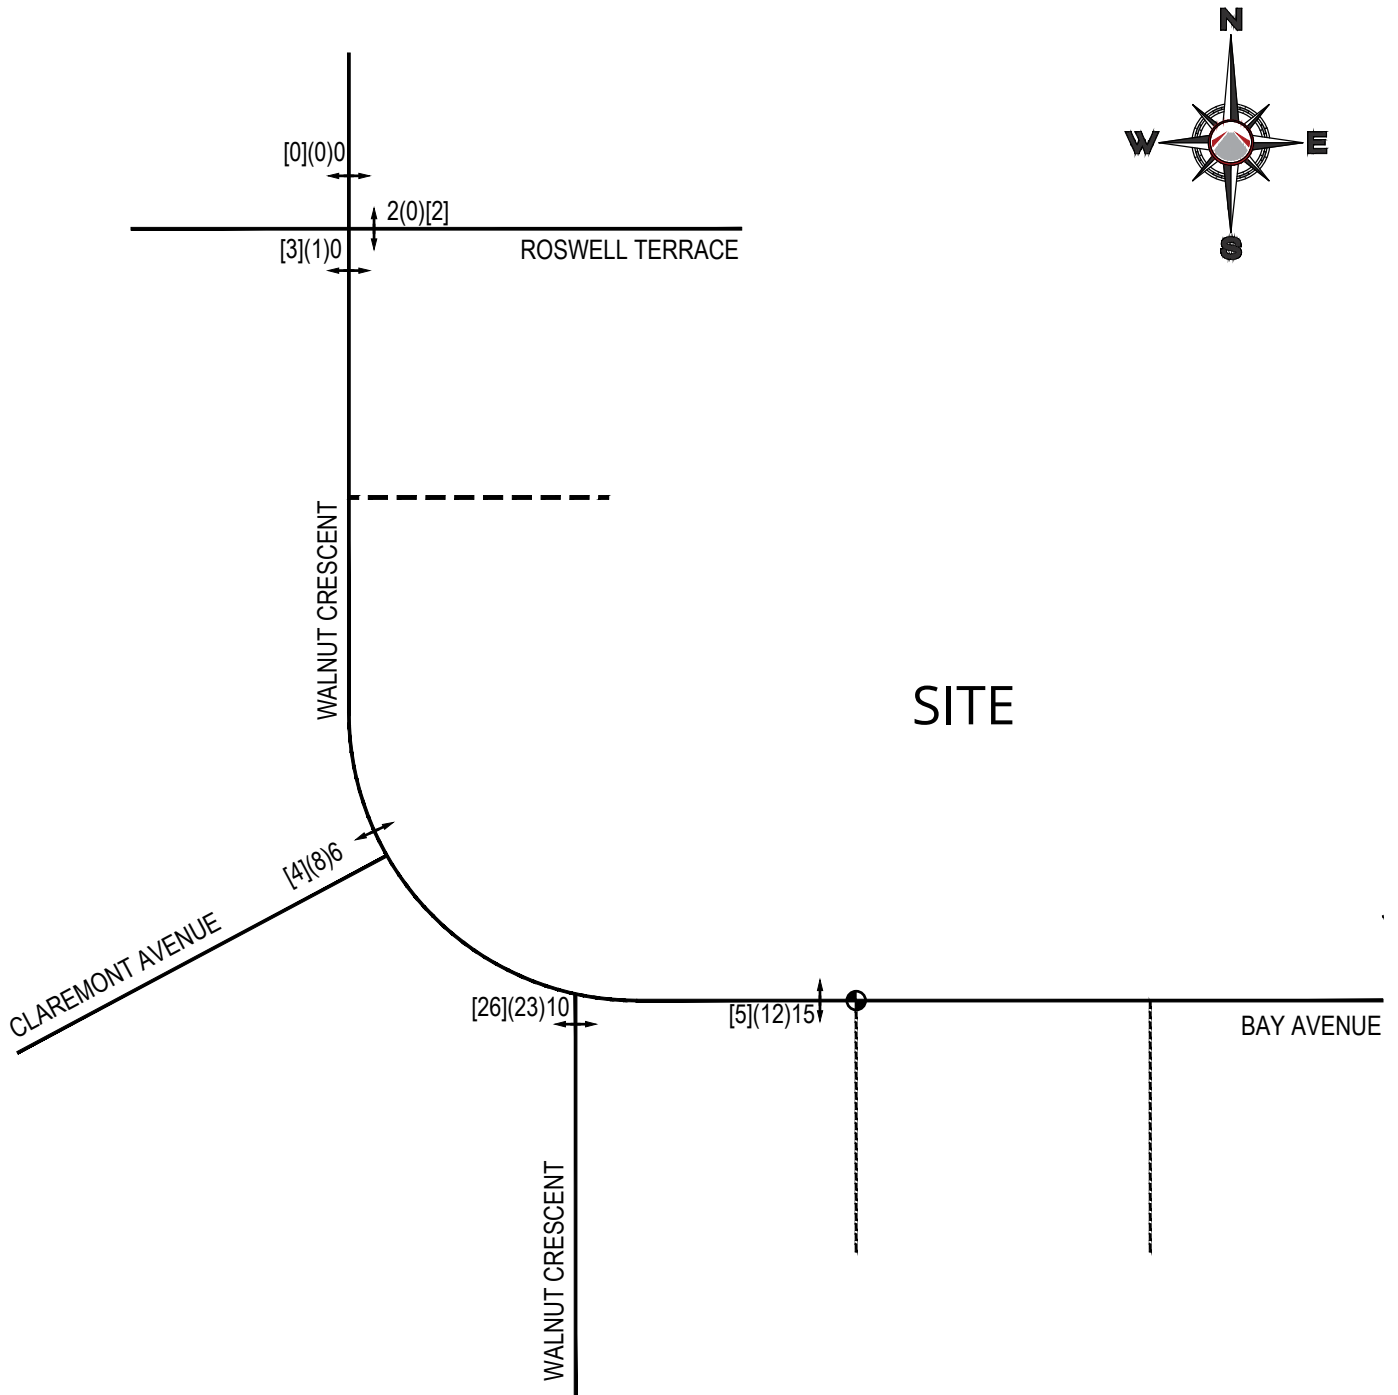 N
W
E
S
[0](0)0
2(0)[2]
[3](1)0
ROSWELL TERRACE
WALNUT CRESCENT
SITE
[4](8)6
CLAREMONT AVENUE
[26](23)10
[5](12)15
BAY AVENUE
WALNUT CRESCENT